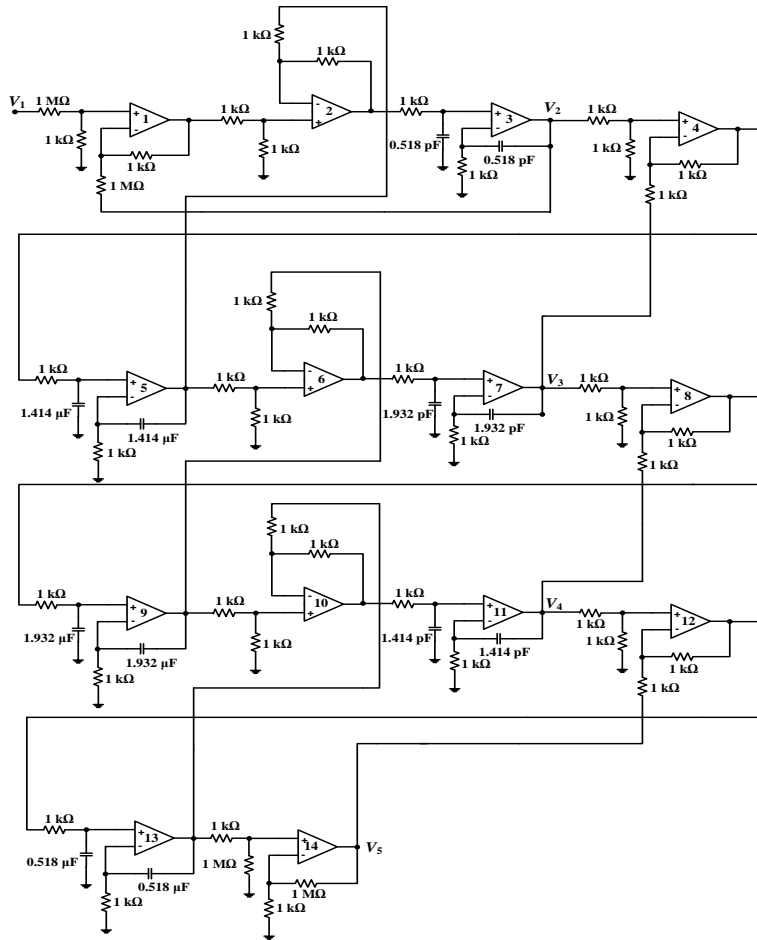 1 kΩ
1 kΩ
V1 1 MΩ
+ 1 -
1 kΩ
1 kΩ
1 kΩ
1 MΩ
1 kΩ
- 2 +
1 kΩ
0.518 pF
+ 3 -
V2
0.518 pF
1 kΩ
1 kΩ
1 kΩ
+ 4 -
1 kΩ
1 kΩ
1 kΩ
1 kΩ
1 kΩ
1.414 μF
+ 5 -
1.414 μF
1 kΩ
1 kΩ
1 kΩ
- 6 +
1 kΩ
1.932 pF
+ 7 -
V3
1.932 pF
1 kΩ
1 kΩ
1 kΩ
+ 8 -
1 kΩ
1 kΩ
1 kΩ
1 kΩ
1 kΩ
1.932 μF
+ 9 -
1.932 μF
1 kΩ
1 kΩ
1 kΩ
- 10 +
1 kΩ
1.414 pF
+ 11 -
V4
1.414 pF
1 kΩ
1 kΩ
1 kΩ
+ 12 -
1 kΩ
1 kΩ
1 kΩ
0.518 μF
+ 13 -
0.518 μF
1 kΩ
1 kΩ
1 MΩ
+ 14 -
V5
1 MΩ
1 kΩ